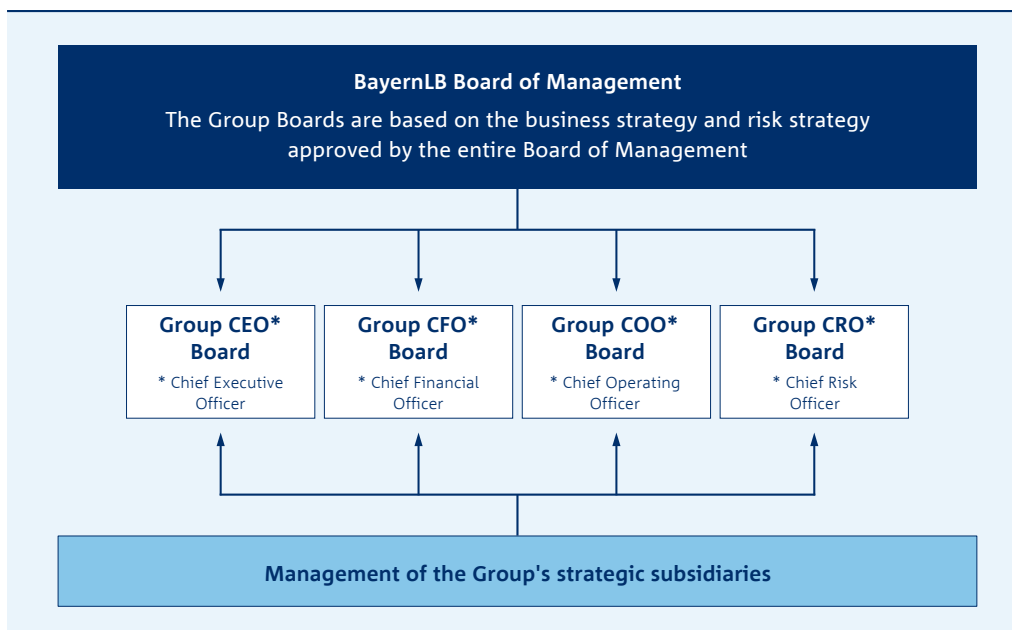 BayernLB Board of Management
The Group Boards are based on the business strategy and risk strategy
approved by the entire Board of Management
Group CEO*
Board
* Chief Executive
Officer
Group CFO*
Board
* Chief Financial
Officer
Group COO*
Board
* Chief Operating
Officer
Group CRO*
Board
* Chief Risk
Officer
Management of the Group's strategic subsidiaries